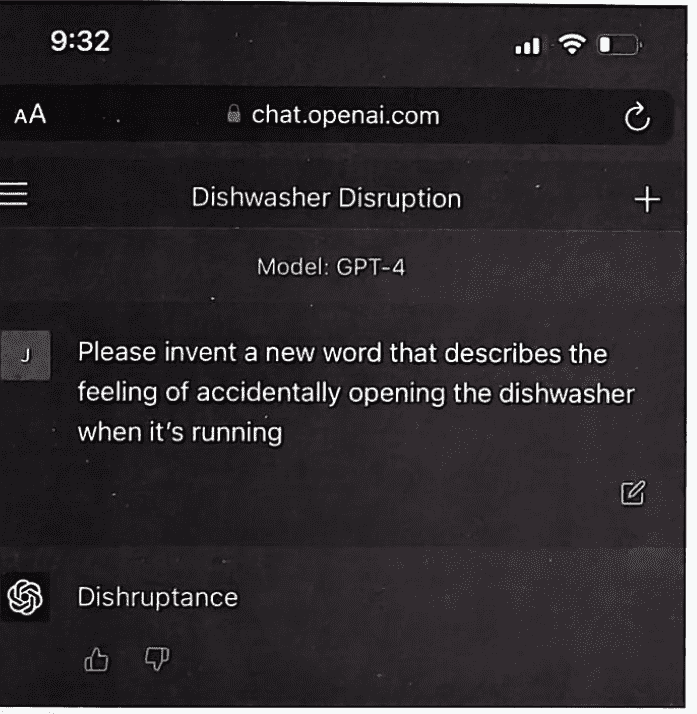 9:32
AA chat.openai.com
Dishwasher Disruption
Model: GPT-4
J
Please invent a new word that describes the
feeling of accidentally opening the dishwasher
when it's running
Dishruptance